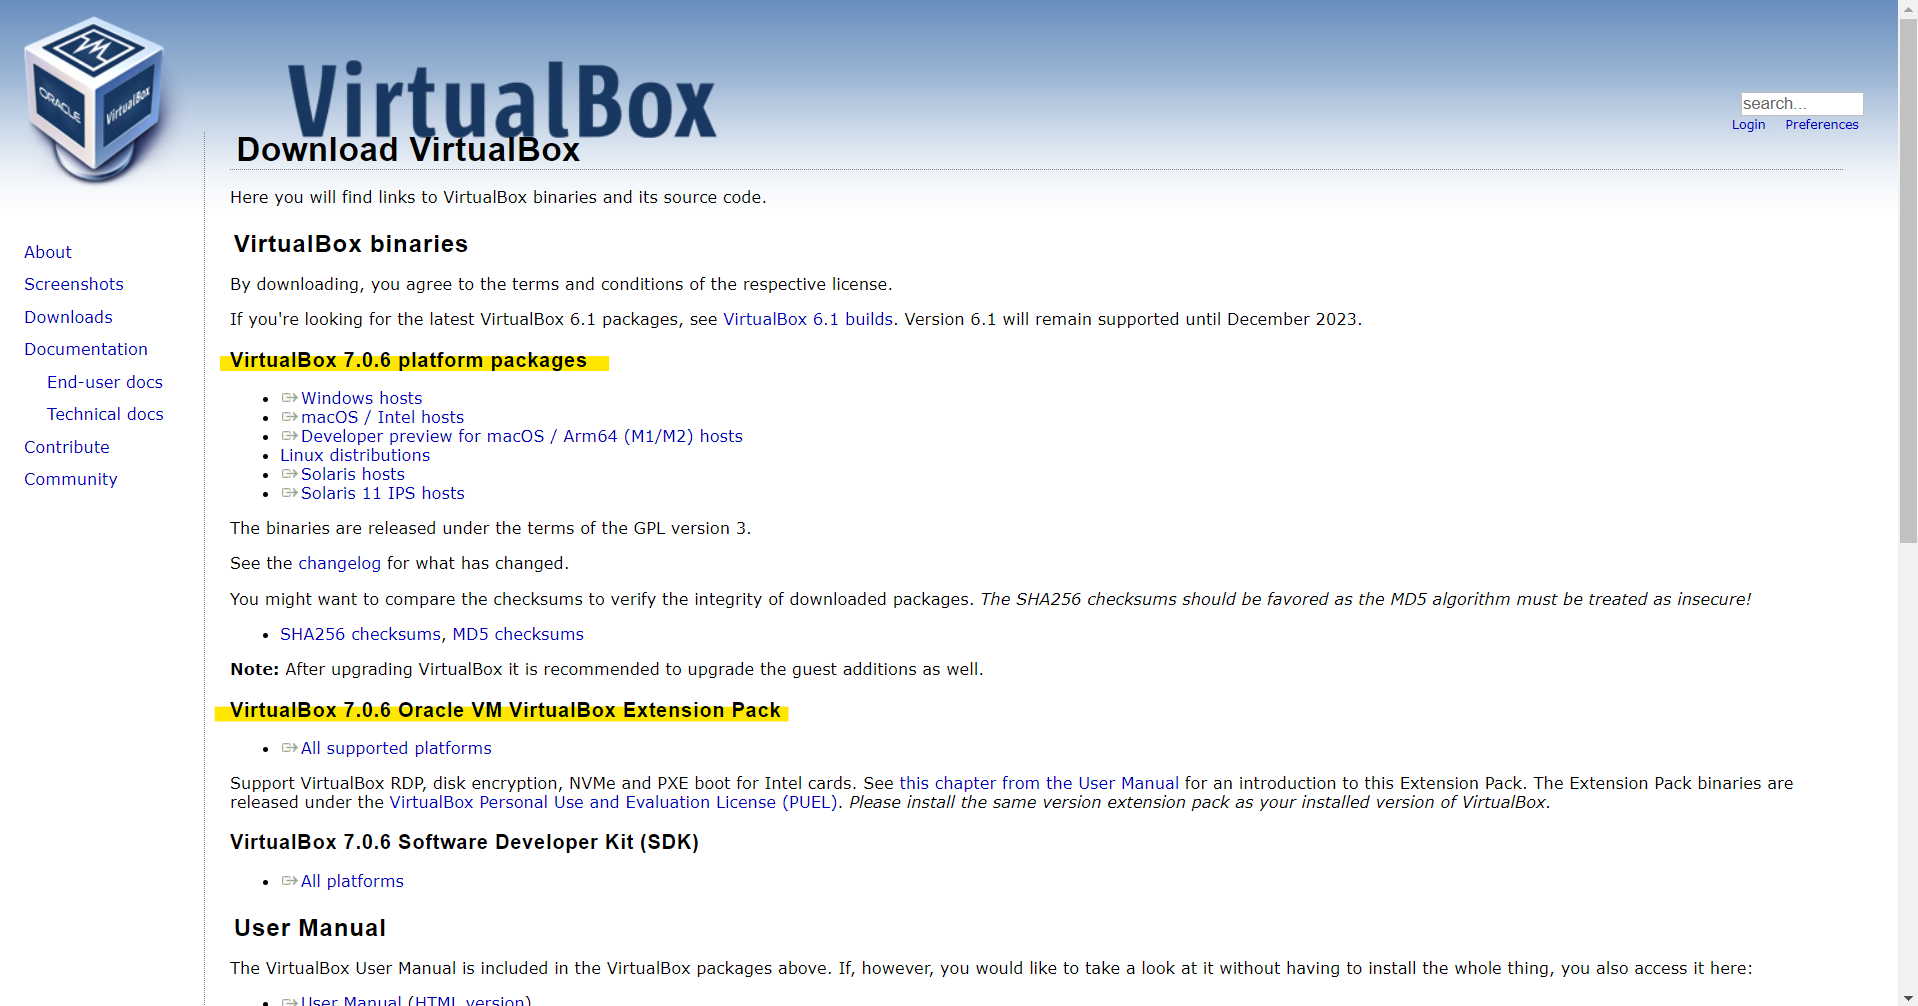 ORACLE
VirtualBox
VirtualBox
search...
Login Preferences
Download VirtualBox
Here you will find links to VirtualBox binaries and its source code.
About
Screenshots
Downloads
Documentation
End-user docs
Technical docs
Contribute
Community
VirtualBox binaries
By downloading, you agree to the terms and conditions of the respective license.
If you're looking for the latest VirtualBox 6.1 packages, see VirtualBox 6.1 builds. Version 6.1 will remain supported until December 2023.
VirtualBox 7.0.6 platform packages
Windows hosts
macOS / Intel hosts
Developer preview for macOS / Arm64 (M1/M2) hosts
Linux distributions
Solaris hosts
Solaris 11 IPS hosts
The binaries are released under the terms of the GPL version 3.
See the changelog for what has changed.
You might want to compare the checksums to verify the integrity of downloaded packages. The SHA256 checksums should be favored as the MD5 algorithm must be treated as insecure!
SHA256 checksums, MD5 checksums
Note: After upgrading VirtualBox it is recommended to upgrade the guest additions as well.
VirtualBox 7.0.6 Oracle VM VirtualBox Extension Pack
All supported platforms
Support VirtualBox RDP, disk encryption, NVMe and PXE boot for Intel cards. See this chapter from the User Manual for an introduction to this Extension Pack. The Extension Pack binaries are
released under the VirtualBox Personal Use and Evaluation License (PUEL). Please install the same version extension pack as your installed version of VirtualBox.
VirtualBox 7.0.6 Software Developer Kit (SDK)
All platforms
User Manual
The VirtualBox User Manual is included in the VirtualBox packages above. If, however, you would like to take a look at it without having to install the whole thing, you also access it here:
User Manual (HTML version)